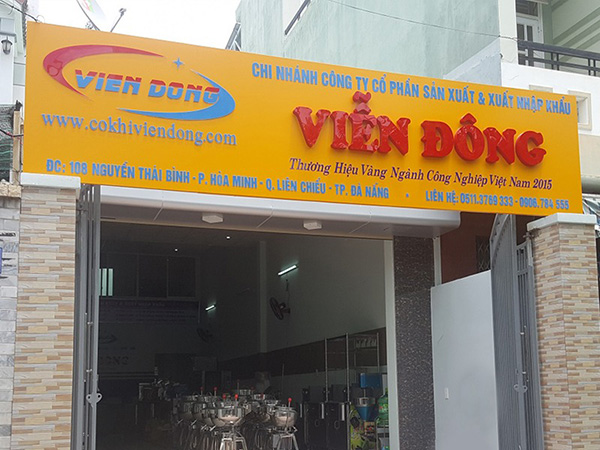 VIEN DONG
www.cokhiviendong.com
CHI NHÁNH CÔNG TY CỔ PHẦN SẢN XUẤT & XUẤT NHẬP KHẨU
VIỄN ĐÔNG
Thương Hiệu Vàng Ngành Công Nghiệp Việt Nam 2015
ĐC: 108 NGUYỄN THÁI BÌNH - P. HÒA MINH - Q. LIÊN CHIỂU - TP. ĐÀ NẴNG • LIÊN HỆ: 0511.3769 333 - 0906.784 555